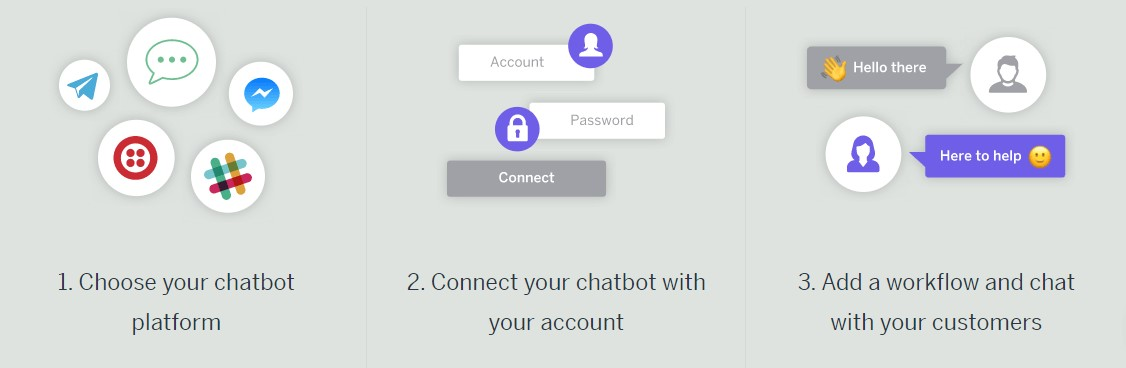 Account
Password
Connect
Hello there
Here to help
1. Choose your chatbot
platform
2. Connect your chatbot with
your account
3. Add a workflow and chat
with your customers